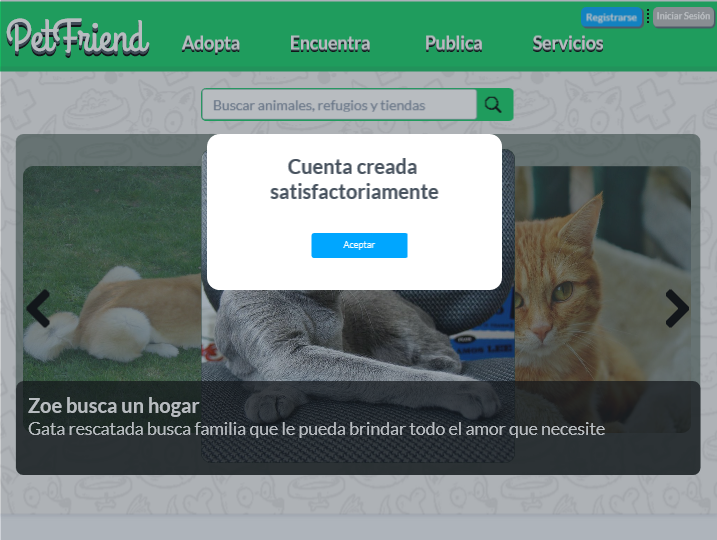 PetFriend
Adopta
Encuentra
Publica
Servicios
Registrarse
Iniciar Sesión
Buscar animales, refugios y tiendas
Cuenta creada
satisfactoriamente
Aceptar
Zoe busca un hogar
Gata rescatada busca familia que le pueda brindar todo el amor que necesite